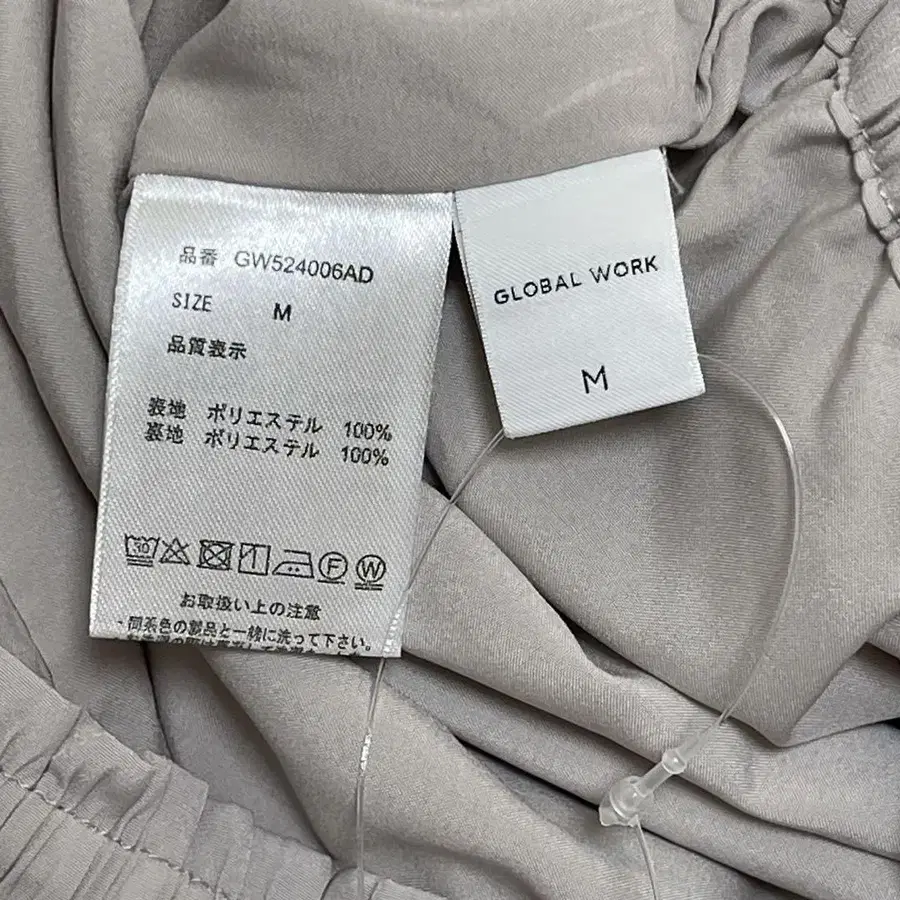 品番 GW524006AD
SIZE M
品質表示
表地 ポリエステル 100%
裏地 ポリエステル 100%
30
F W
お取扱い上の注意
・同系色の製品と一緒に洗って下さい。
GLOBAL WORK
M